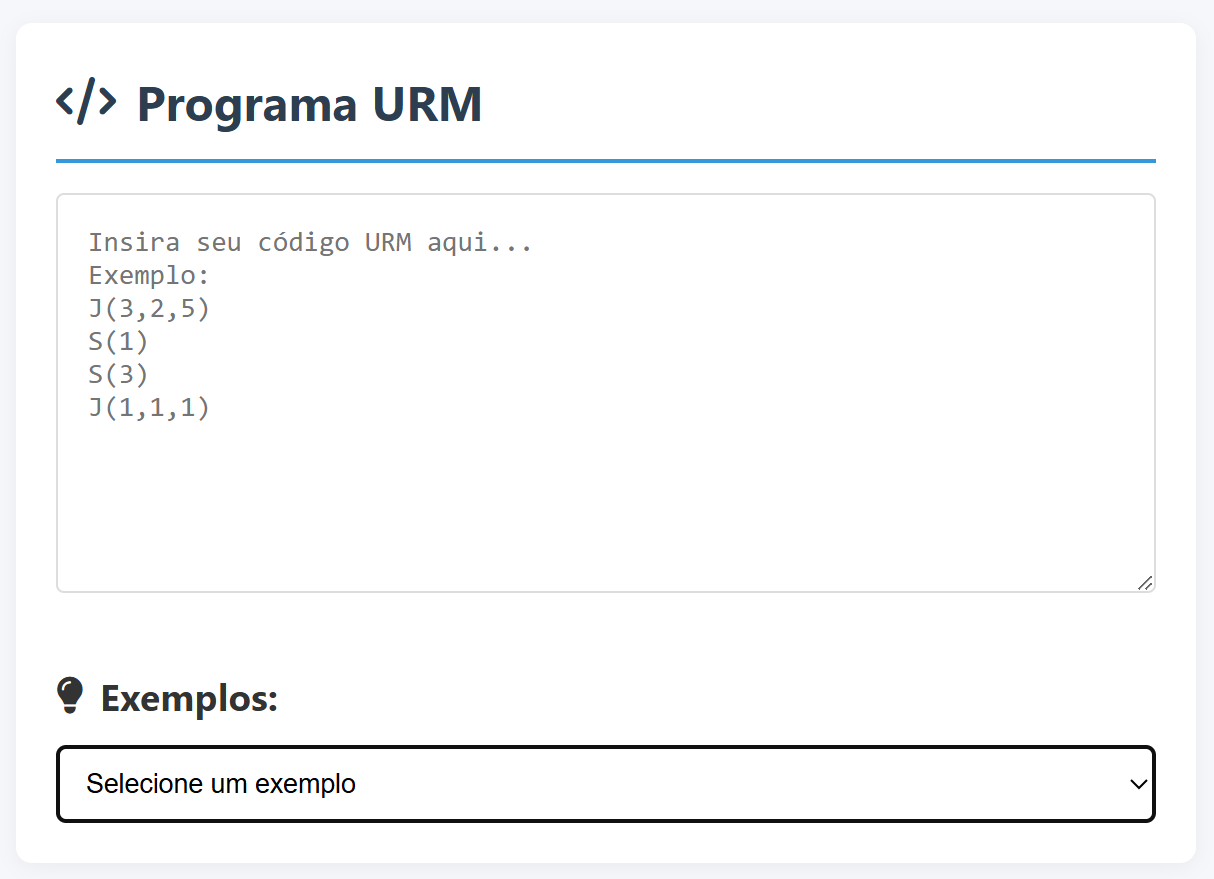 </> Programa URM
Insira seu código URM aqui...
Exemplo:
J(3,2,5)
S(1)
S(3)
J(1,1,1)
Exemplos:
Selecione um exemplo